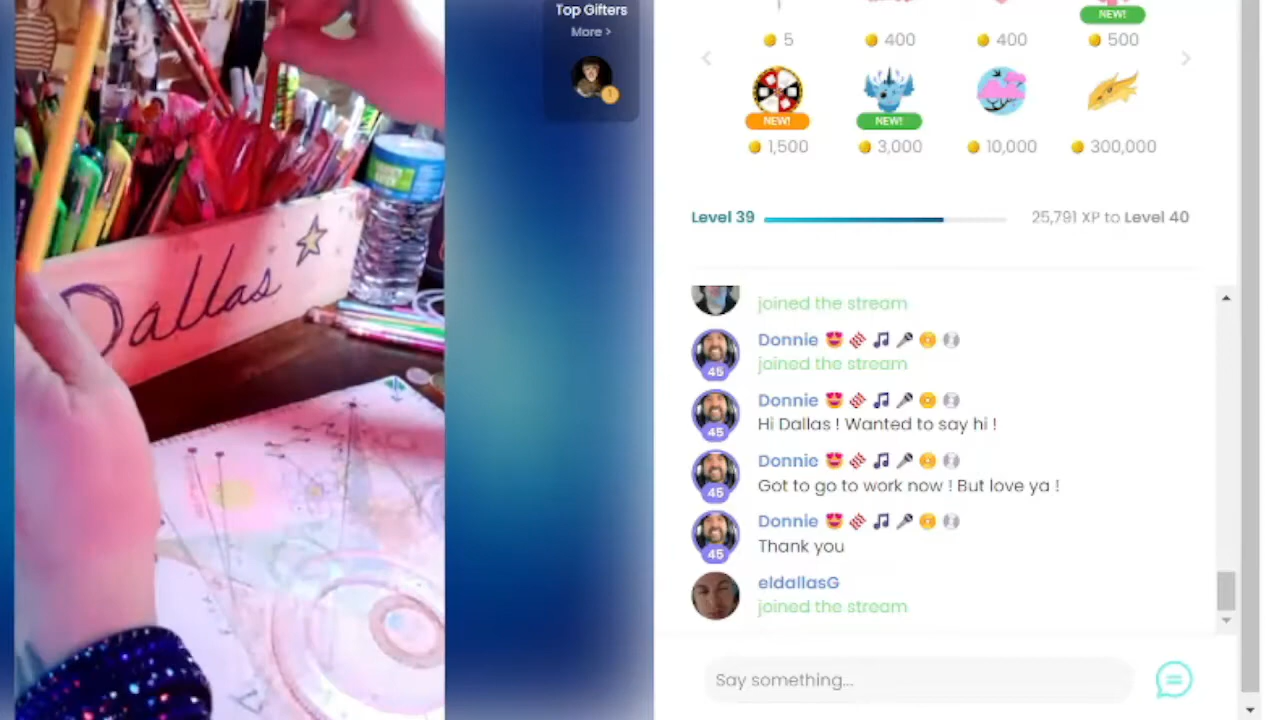 Top Gifters
More >
1
Dallas
NEW!
5
400
400
500
NEW!
NEW!
1,500
3,000
10,000
300,000
Level 39
25,791 XP to Level 40
joined the stream
Donnie
joined the stream
45
Donnie
Hi Dallas ! Wanted to say hi !
45
Donnie
Got to go to work now ! But love ya !
45
Donnie
Thank you
45
eldallasG
joined the stream
Say something...